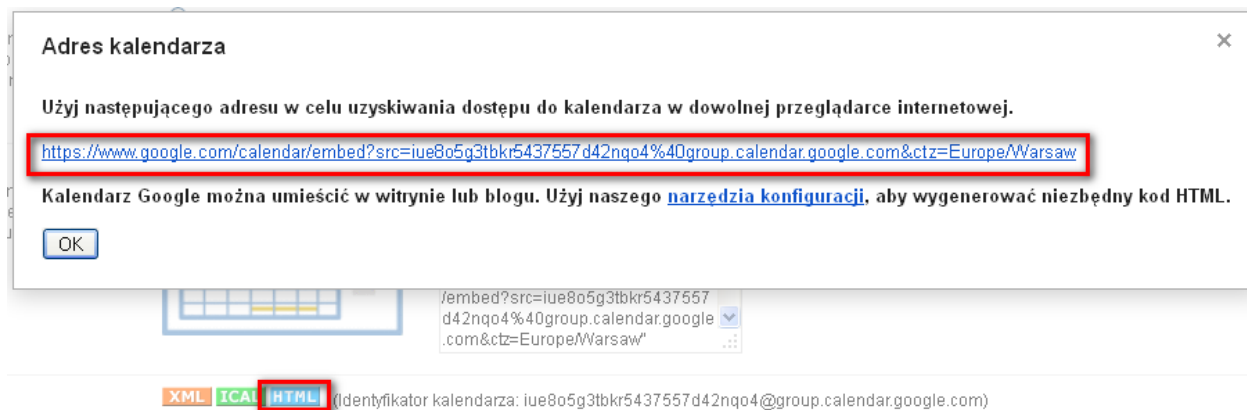 Adres kalendarza
Użyj następującego adresu w celu uzyskiwania dostępu do kalendarza w dowolnej przeglądarce internetowej.
https://www.google.com/calendar/embed?src=iue8o5g3tbkr5437557d42nqo4%40group.calendar.google.com&ctz=Europe/Warsaw
Kalendarz Google można umieścić w witrynie lub blogu. Użyj naszego narzędzia konfiguracji, aby wygenerować niezbędny kod HTML.
OK
/embed?src=iue8o5g3tbkr5437557
d42nqo4%40group.calendar.google
.com&ctz=Europe/Warsaw"
XML ICAL HTML (Identyfikator kalendarza: iue8o5g3tbkr5437557d42nqo4@group.calendar.google.com)